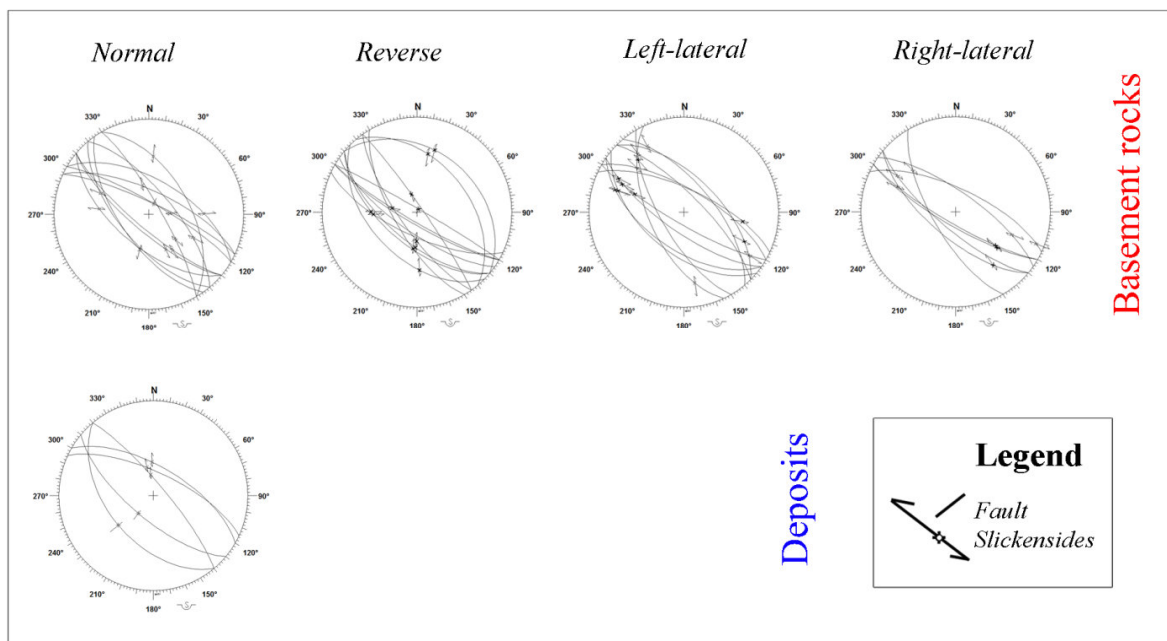 Normal
Reverse
Left-lateral
Right-lateral
Basement rocks
N
30°
60°
90°
120°
150°
180°
210°
240°
270°
300°
330°
S
N
30°
60°
90°
120°
150°
180°
210°
240°
270°
300°
330°
S
N
30°
60°
90°
120°
150°
180°
210°
240°
270°
300°
330°
S
N
30°
60°
90°
120°
150°
180°
210°
240°
270°
300°
330°
S
N
30°
60°
90°
120°
150°
180°
210°
240°
270°
300°
330°
S
Deposits
Legend
Fault
Slickensides